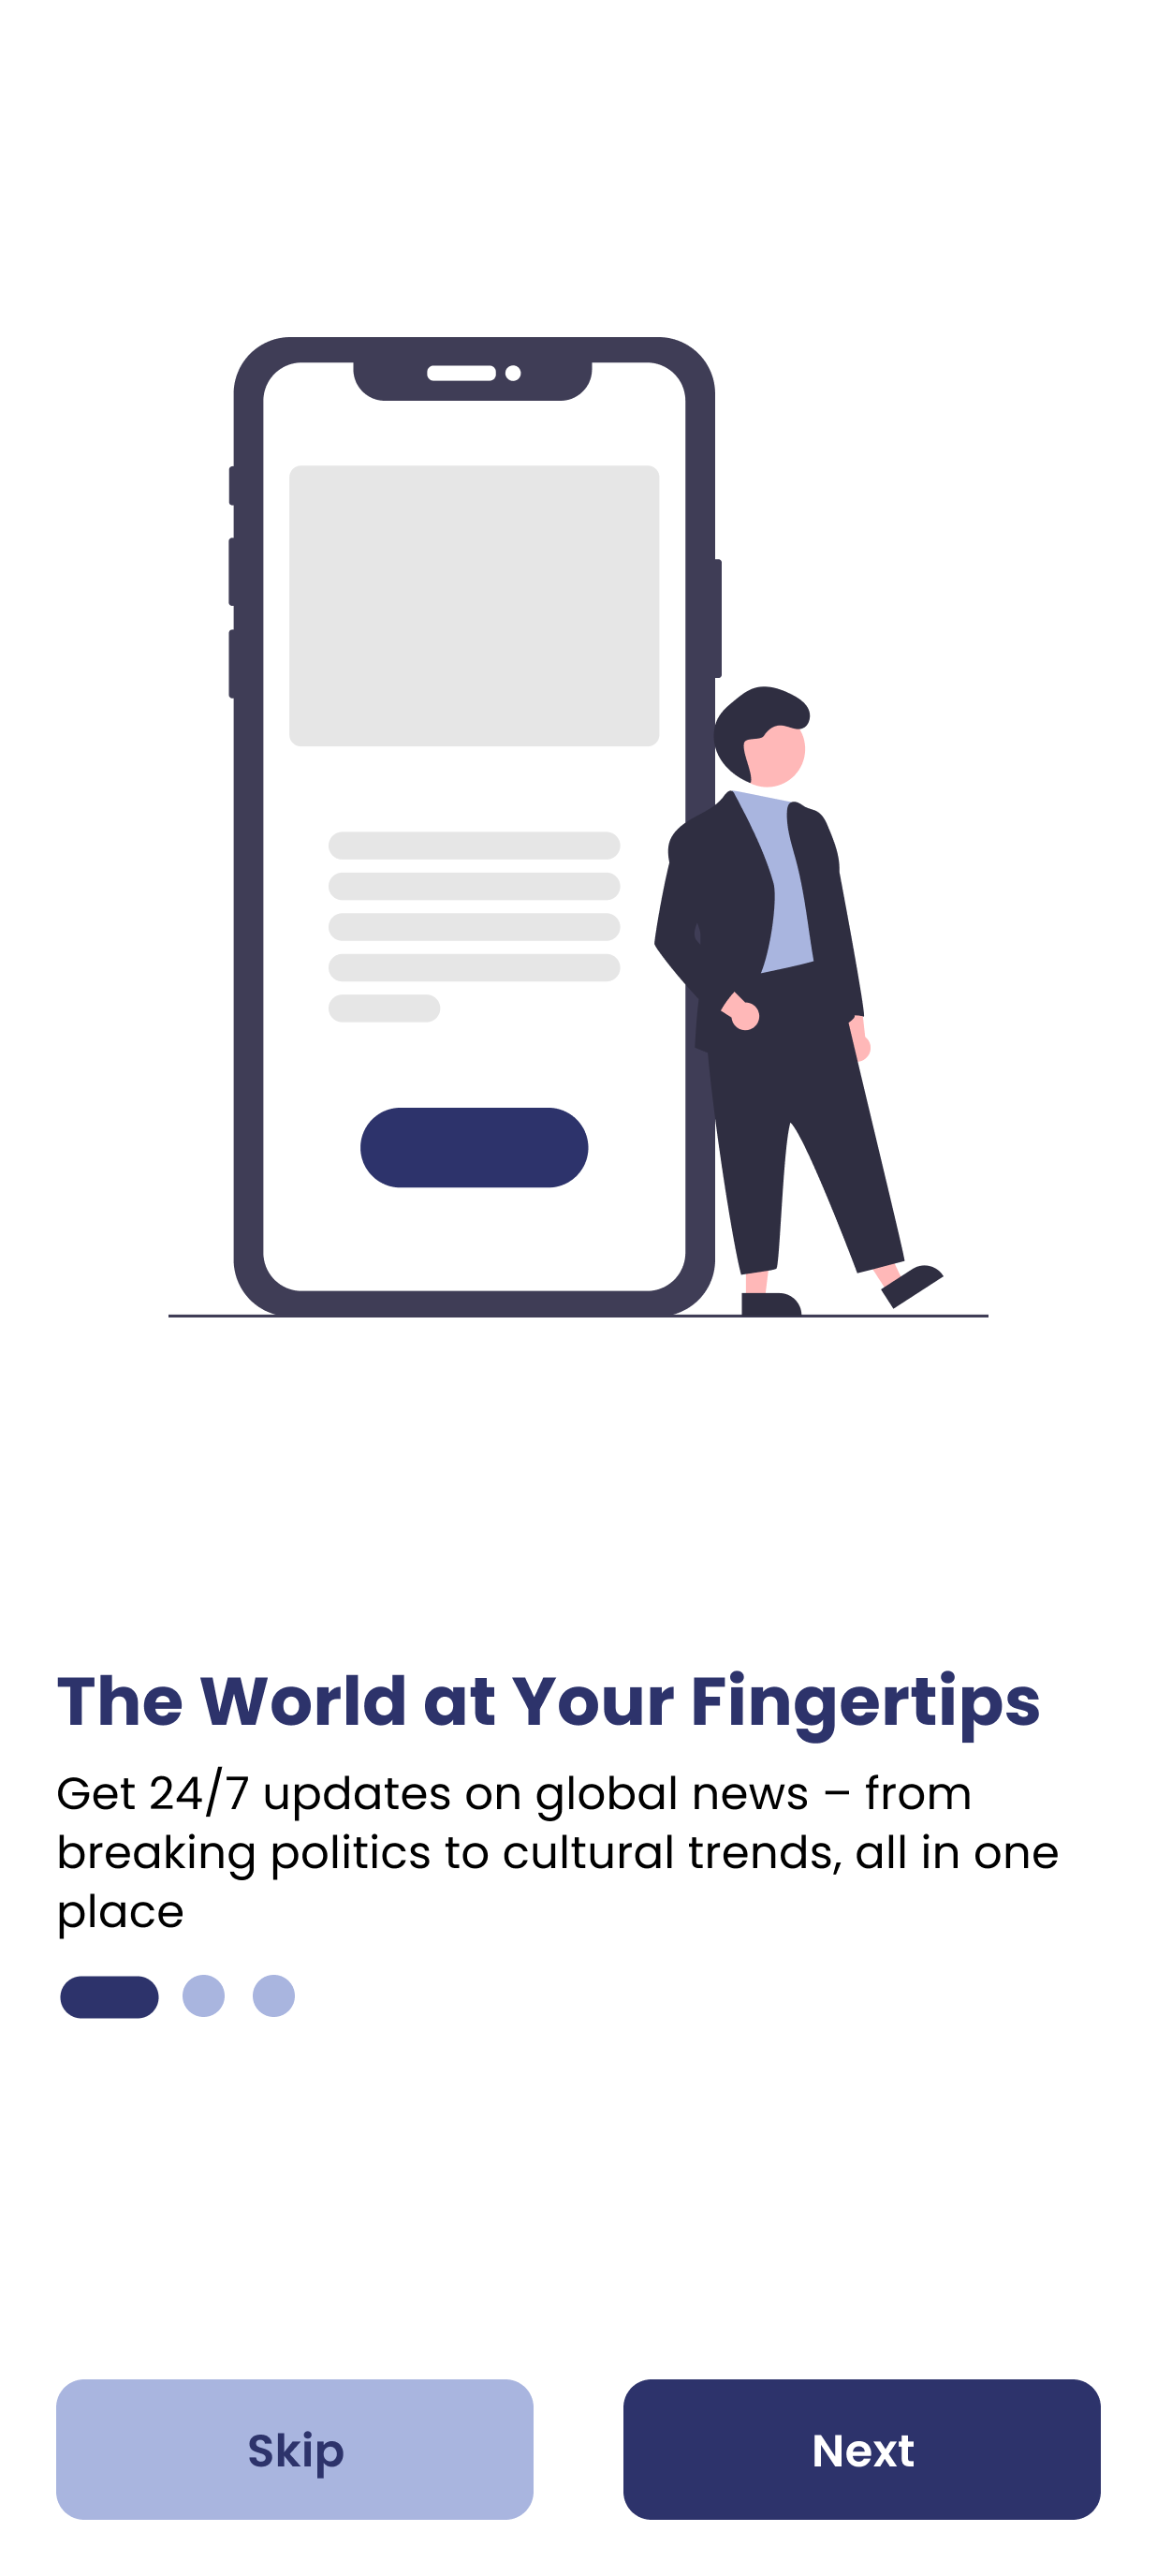 The World at Your Fingertips
Get 24/7 updates on global news – from
breaking politics to cultural trends, all in one
place
Skip
Next